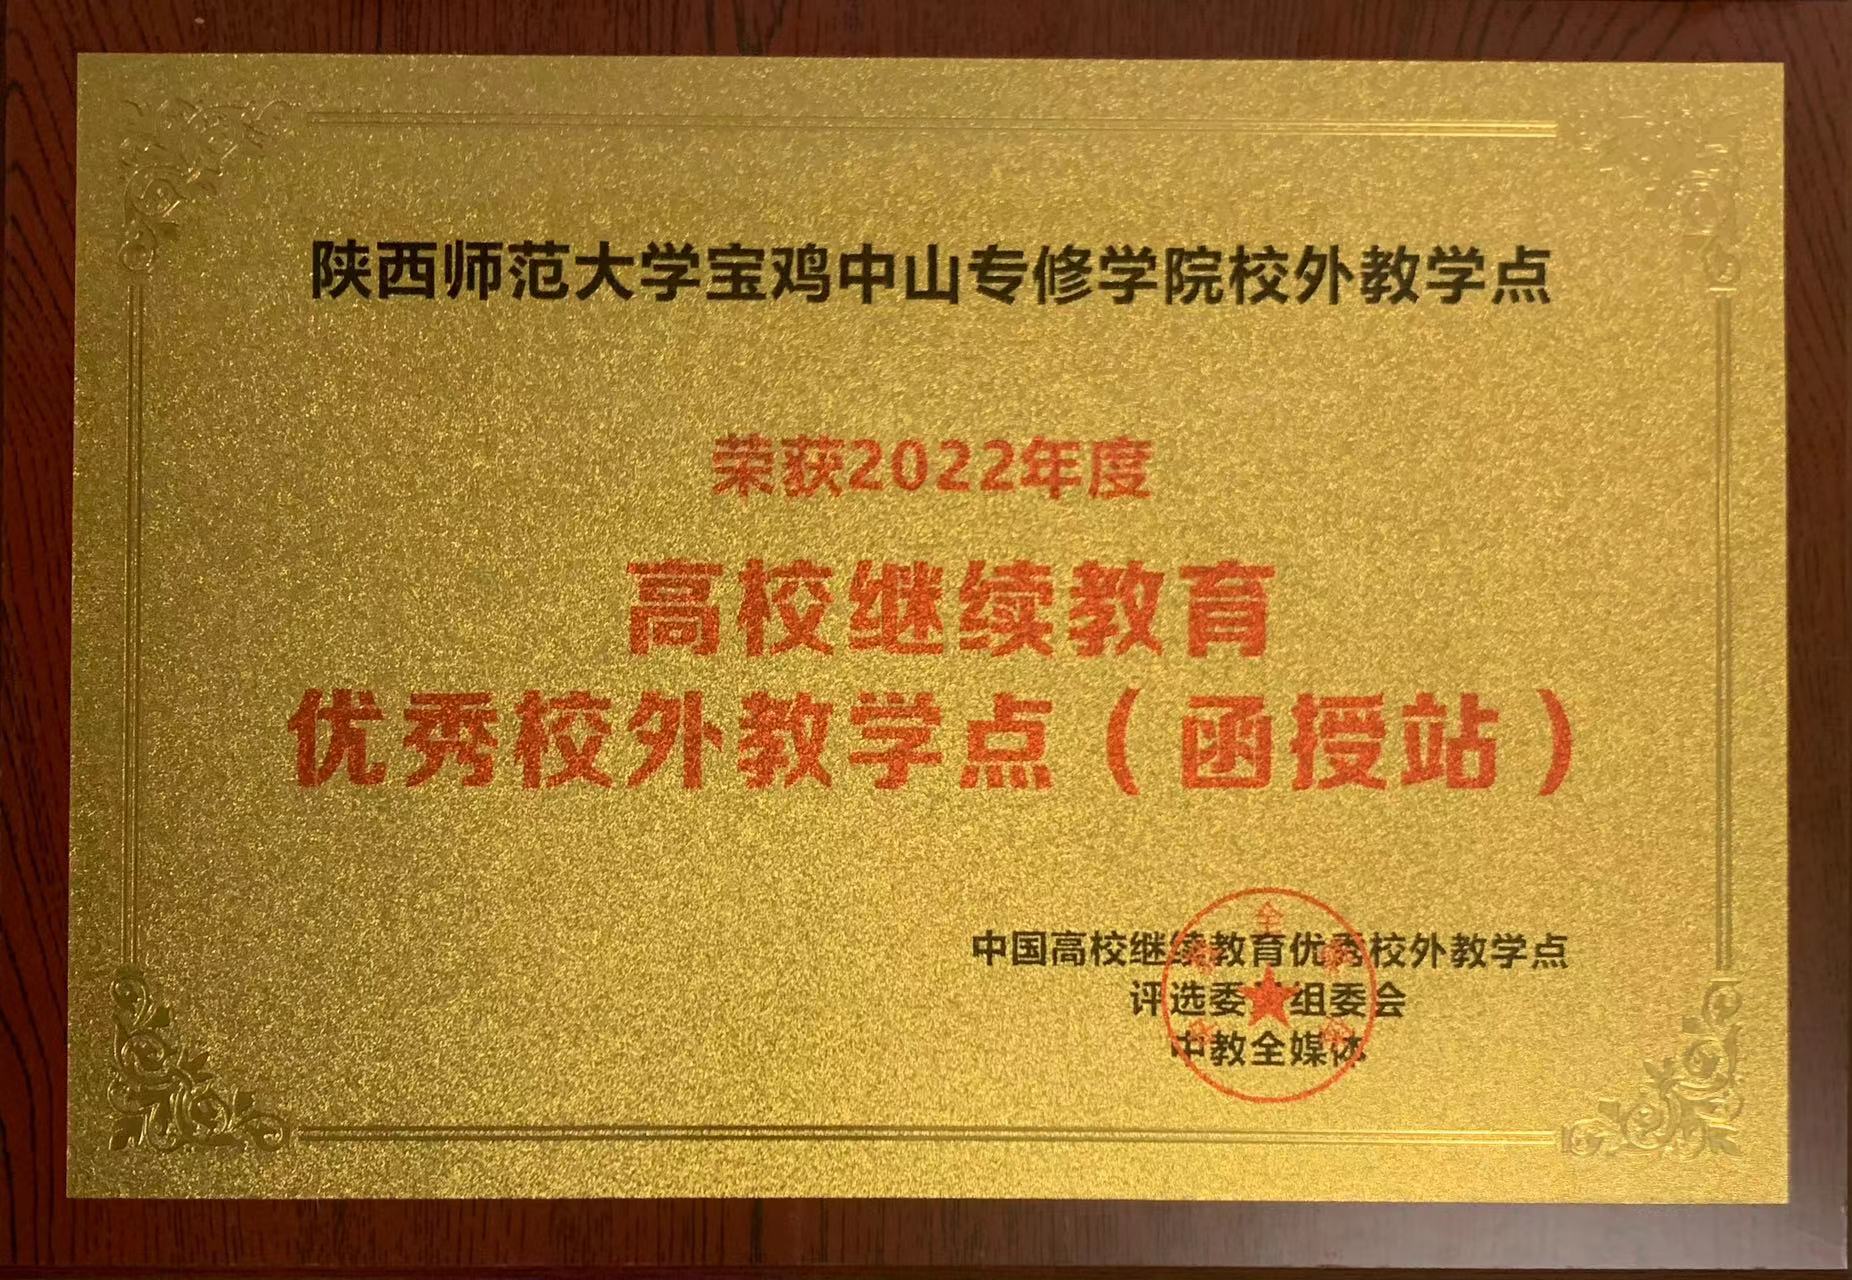 陕西师范大学宝鸡中山专修学院校外教学点
荣获2022年度
高校继续教育
优秀校外教学点（函授站）
中国高校继续教育优秀校外教学点
评选委 组委会
中教全媒体
全